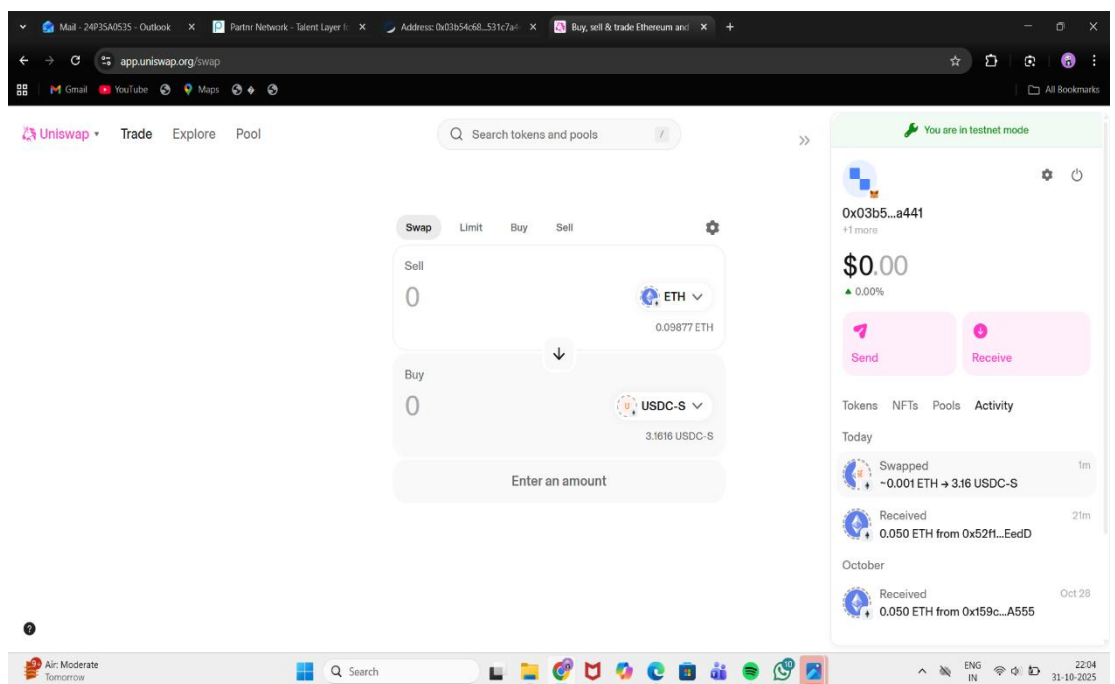 Mail - 24P35A0535 - Outlook
Partnr Network - Talent Layer fo
Address: 0x03b54c68...531c7a4
Buy, sell & trade Ethereum and
app.uniswap.org/swap
Gmail YouTube Maps
All Bookmarks
Uniswap Trade Explore Pool
Search tokens and pools /
You are in testnet mode
0x03b5...a441
+1 more
$0.00
0.00%
Send Receive
Swap Limit Buy Sell
Sell
0 ETH
0.09877 ETH
Buy
0 USDC-S
3.1616 USDC-S
Enter an amount
Tokens NFTs Pools Activity
Today
Swapped 1m
~0.001 ETH → 3.16 USDC-S
Received 21m
0.050 ETH from 0x52f1...EedD
October
Received Oct 28
0.050 ETH from 0x159c...A555
9+ Air: Moderate
Tomorrow
Search
10
ENG
IN
22:04
31-10-2025